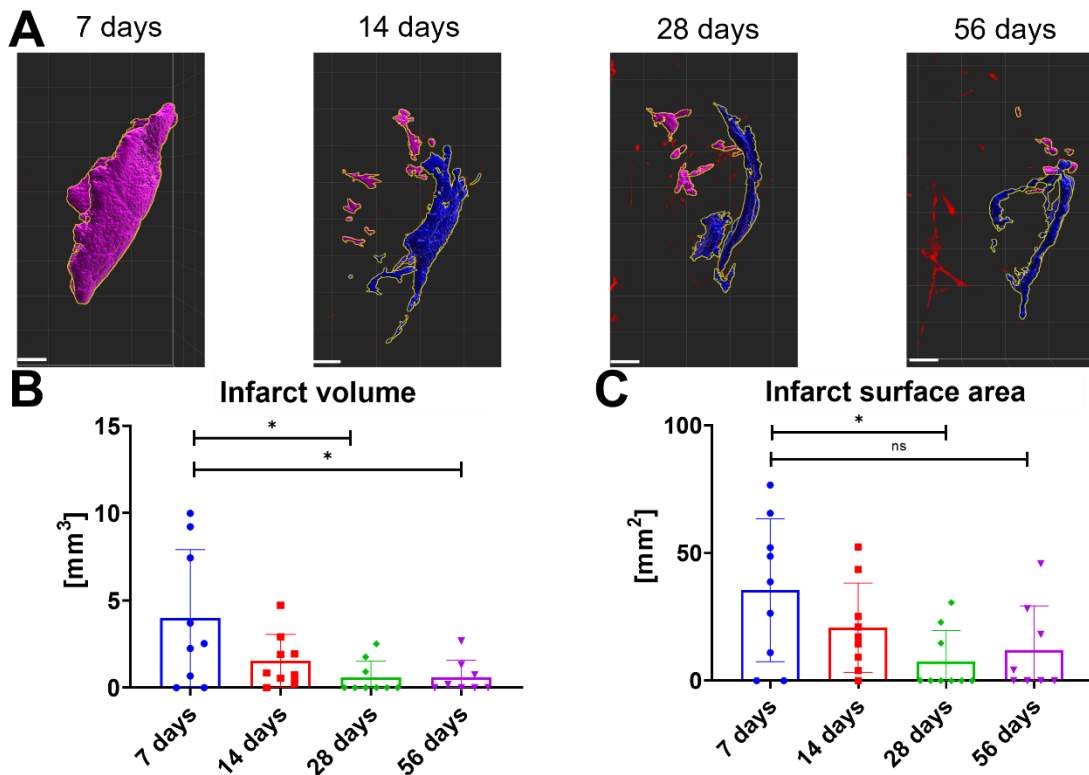 A
7 days
14 days
28 days
56 days
B
Infarct volume
15
10
5
0
[mm³]
*
*
7 days
14 days
28 days
56 days
C
Infarct surface area
100
50
0
[mm²]
*
ns
7 days
14 days
28 days
56 days